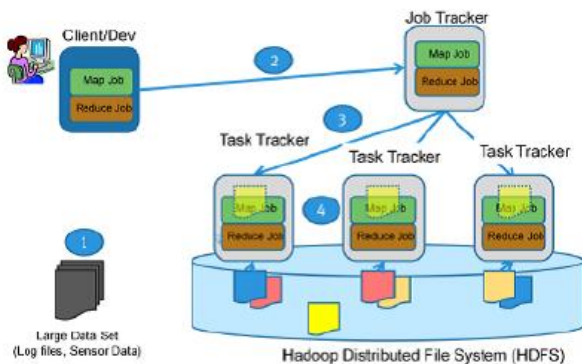 Job Tracker
Client/Dev
Map Job
Reduce Job
2
Map Job
Reduce Job
3
Task Tracker
Task Tracker
Task Tracker
Map Job
Reduce Job
4
Map Job
Reduce Job
Map Job
Reduce Job
1
Large Data Set
(Log files, Sensor Data)
Hadoop Distributed File System (HDFS)